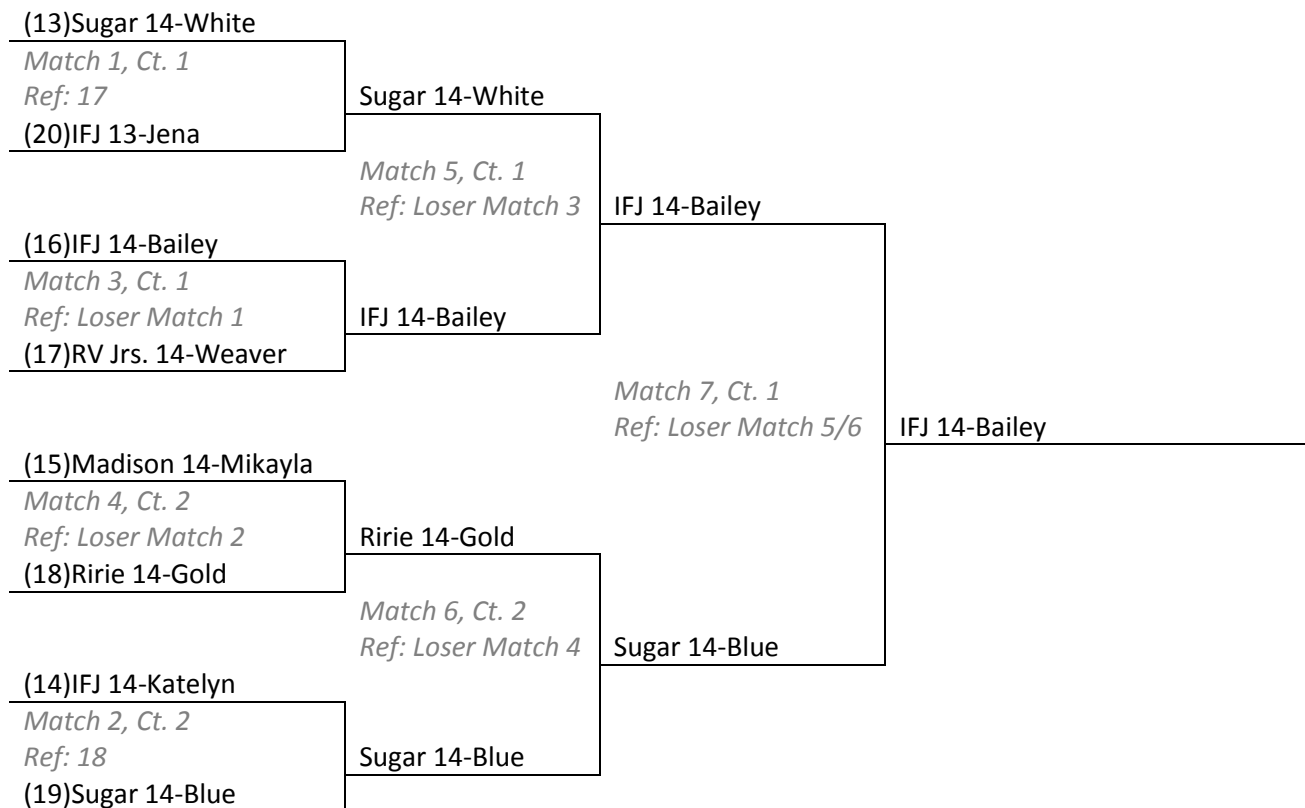 (13)Sugar 14-White
Match 1, Ct. 1
Ref: 17
Sugar 14-White
(20)IFJ 13-Jena
Match 5, Ct. 1
Ref: Loser Match 3
IFJ 14-Bailey
(16)IFJ 14-Bailey
Match 3, Ct. 1
Ref: Loser Match 1
IFJ 14-Bailey
(17)RV Jrs. 14-Weaver
Match 7, Ct. 1
Ref: Loser Match 5/6
IFJ 14-Bailey
(15)Madison 14-Mikayla
Match 4, Ct. 2
Ref: Loser Match 2
Ririe 14-Gold
(18)Ririe 14-Gold
Match 6, Ct. 2
Ref: Loser Match 4
Sugar 14-Blue
(14)IFJ 14-Katelyn
Match 2, Ct. 2
Ref: 18
Sugar 14-Blue
(19)Sugar 14-Blue